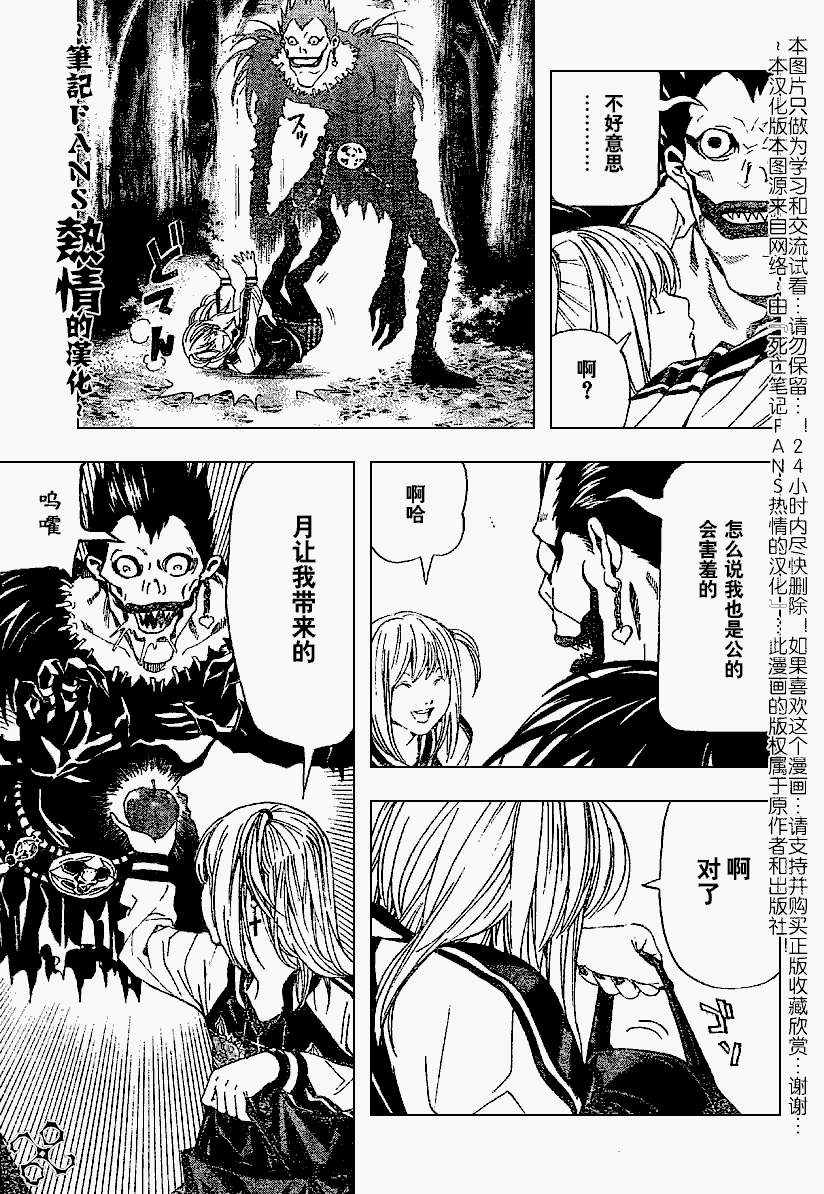 不好意思
…………
啊？
スッ
どてん
～筆記FANS熱情的漢化～
怎么说我也是公的
会害羞的
啊哈
啊
对了
月让我带来的
呜嚯
本图片只做为学习和交流试看…请勿保留…！24小时内尽快删除！如果喜欢这个漫画…请支持并购买正版收藏欣赏…谢谢…
～本汉化版本图源来自网络～由『死亡笔记FANS热情的汉化』…此漫画的版权属于原作者和出版社！